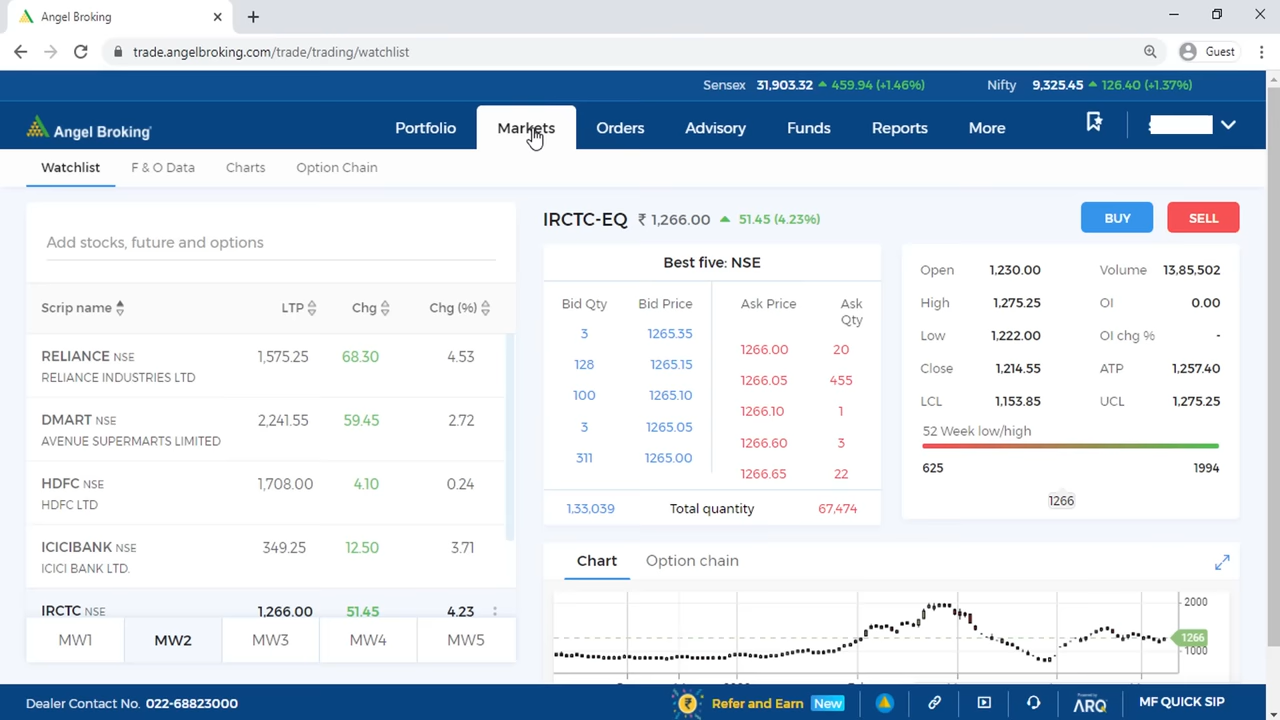 Angel Broking
trade.angelbroking.com/trade/trading/watchlist
Guest
Sensex 31,903.32 459.94 (+1.46%) Nifty 9,325.45 126.40 (+1.37%)
Angel Broking Portfolio Markets Orders Advisory Funds Reports More
Watchlist F & O Data Charts Option Chain
Add stocks, future and options
Scrip name LTP Chg Chg (%)
RELIANCE NSE 1,575.25 68.30 4.53
RELIANCE INDUSTRIES LTD
DMART NSE 2,241.55 59.45 2.72
AVENUE SUPERMARTS LIMITED
HDFC NSE 1,708.00 4.10 0.24
HDFC LTD
ICICIBANK NSE 349.25 12.50 3.71
ICICI BANK LTD.
IRCTC NSE 1,266.00 51.45 4.23
MW1 MW2 MW3 MW4 MW5
IRCTC-EQ ₹ 1,266.00 51.45 (4.23%)
BUY SELL
Best five: NSE
Bid Qty Bid Price Ask Price Ask Qty
3 1265.35 1266.00 20
128 1265.15 1266.05 455
100 1265.10 1266.10 1
3 1265.05 1266.60 3
311 1265.00 1266.65 22
1,33,039 Total quantity 67,474
Open 1,230.00 Volume 13,85,502
High 1,275.25 OI 0.00
Low 1,222.00 OI chg % -
Close 1,214.55 ATP 1,257.40
LCL 1,153.85 UCL 1,275.25
52 Week low/high
625 1994
1266
Chart Option chain
2000
1266
1000
Dealer Contact No. 022-68823000 ₹ Refer and Earn New Powered by ARQ MF QUICK SIP